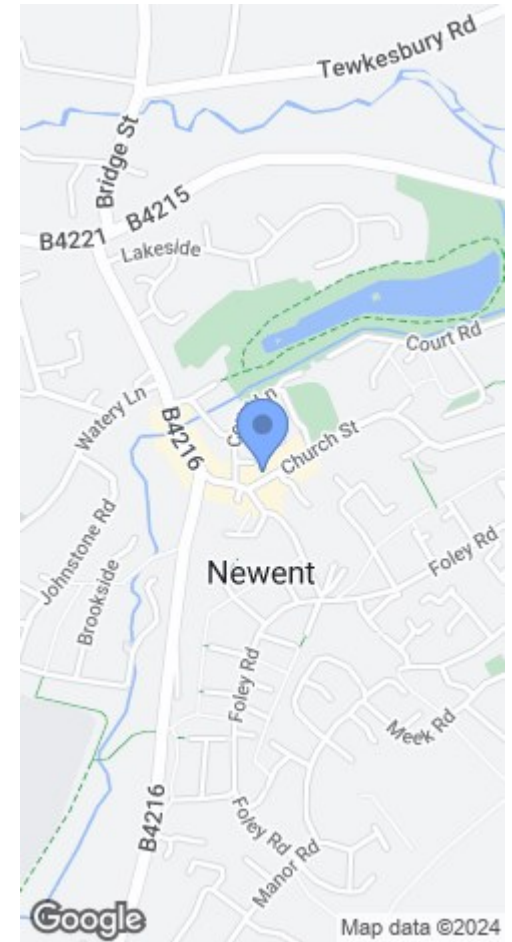 Tewkesbury Rd
Bridge St
B4215
B4221
Lakeside
Court Rd
Watery Ln
B4216
Church St
Johnstone Rd
Brookside
Newent
Foley Rd
Foley Rd
Meek Rd
B4216
Foley Rd
Manor Rd
Google
Map data ©2024